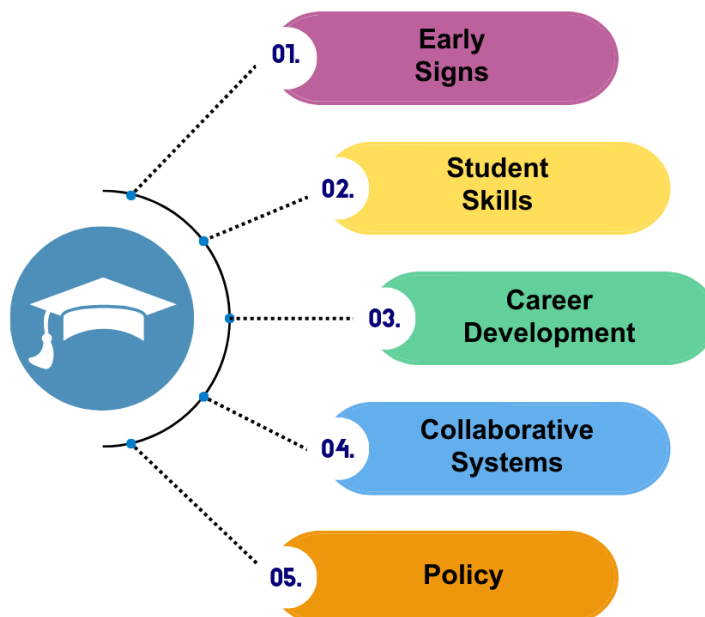 01.
Early
Signs
02.
Student
Skills
03.
Career
Development
04.
Collaborative
Systems
05.
Policy